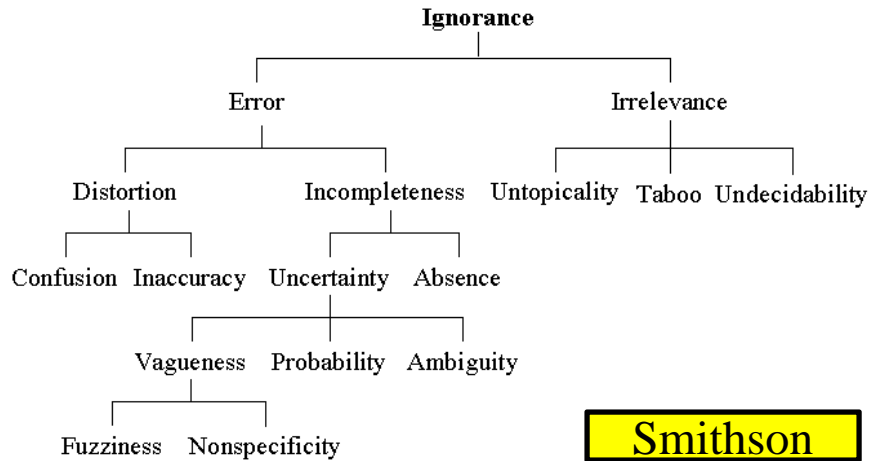 Ignorance
Error Irrelevance
Distortion Incompleteness Untopicality Taboo Undecidability
Confusion Inaccuracy Uncertainty Absence
Vagueness Probability Ambiguity
Fuzziness Nonspecificity
Smithson